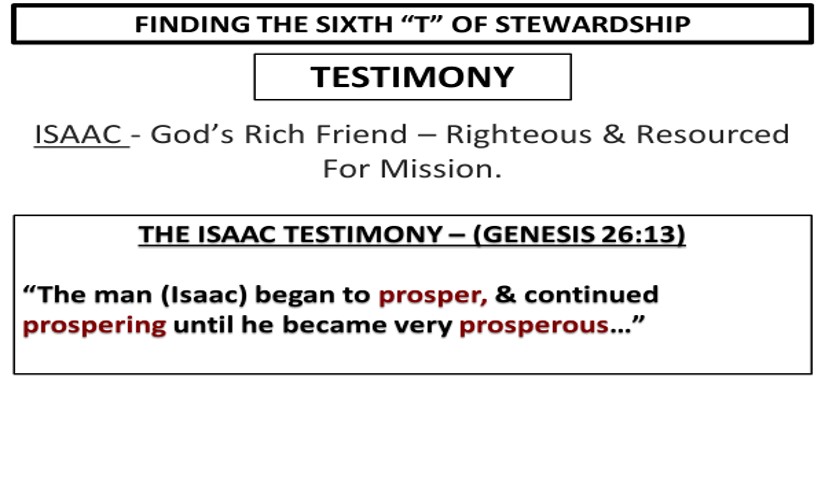 FINDING THE SIXTH “T” OF STEWARDSHIP
TESTIMONY
ISAAC - God’s Rich Friend – Righteous & Resourced
For Mission.
THE ISAAC TESTIMONY – (GENESIS 26:13)
“The man (Isaac) began to prosper, & continued
prospering until he became very prosperous…”